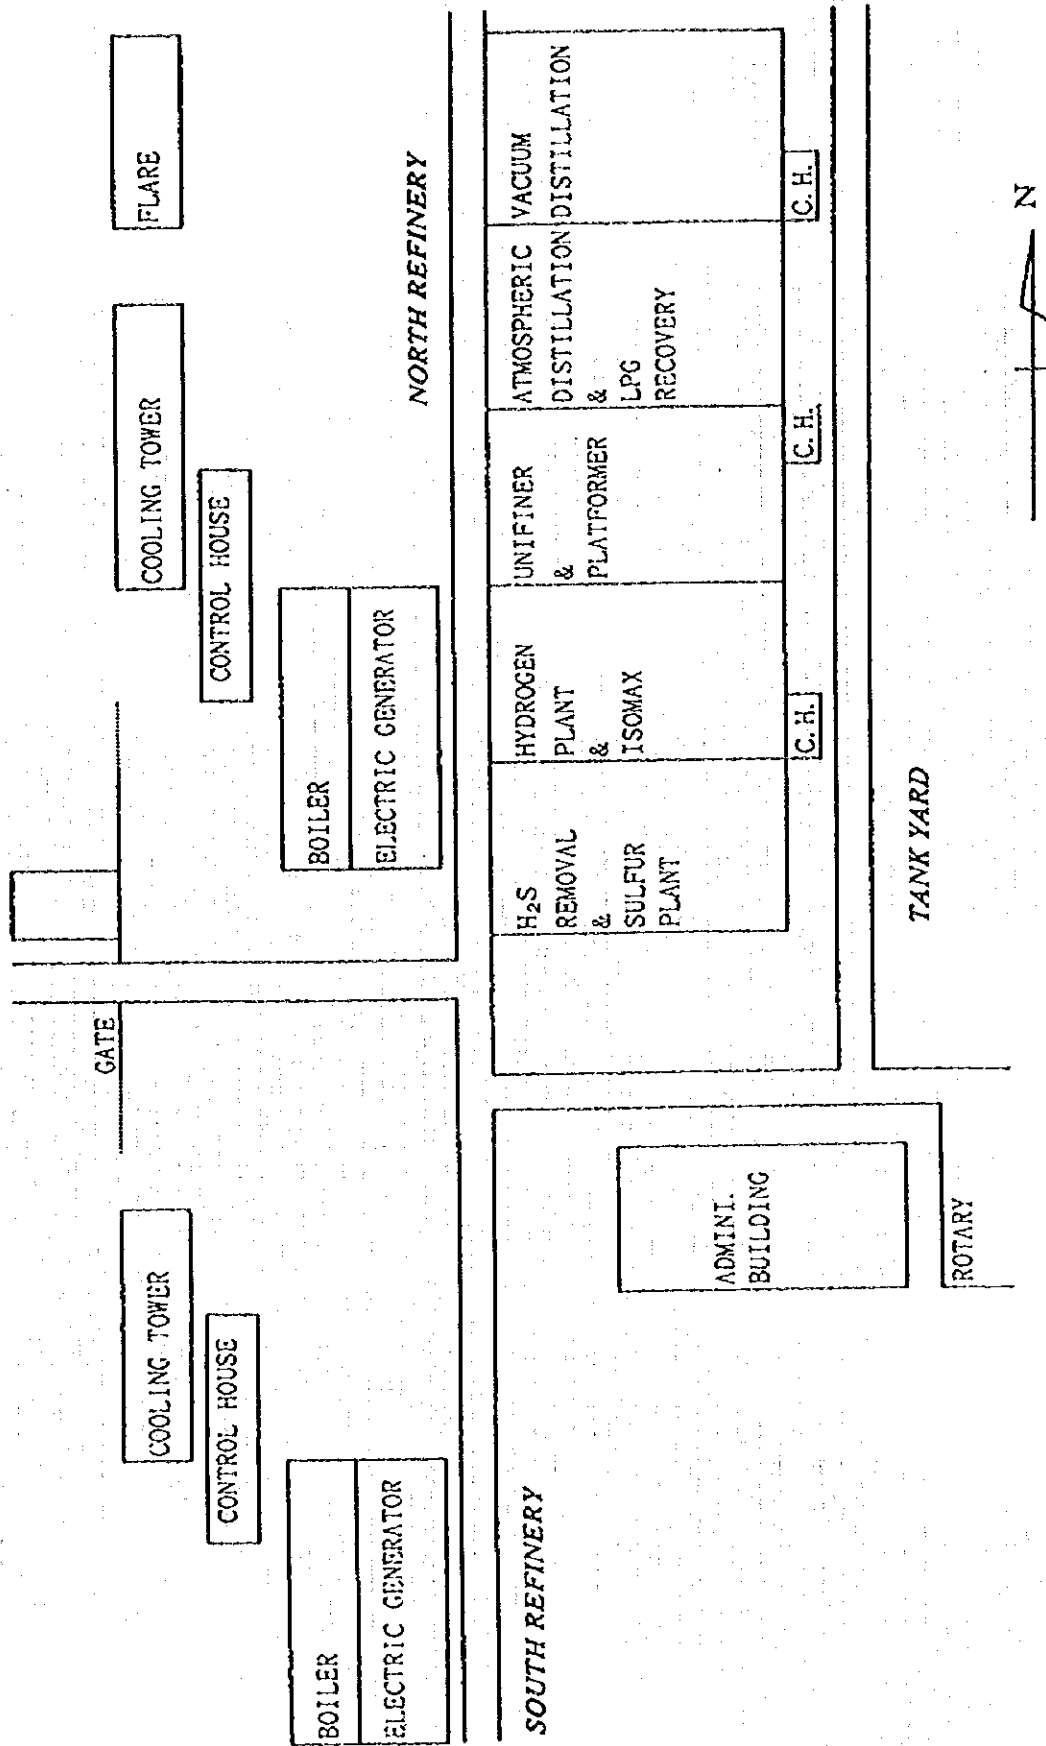 FLARE
COOLING TOWER
CONTROL HOUSE
BOILER
ELECTRIC GENERATOR
NORTH REFINERY
GATE
COOLING TOWER
CONTROL HOUSE
BOILER
ELECTRIC GENERATOR
SOUTH REFINERY
H₂S
REMOVAL
&
SULFUR
PLANT
HYDROGEN
PLANT
&
ISOMAX
UNIFINER
&
PLATFORMER
ATMOSPHERIC
DISTILLATION
&
LPG
RECOVERY
VACUUM
DISTILLATION
C.H.
C.H.
C.H.
ADMINI.
BUILDING
ROTARY
TANK YARD
N